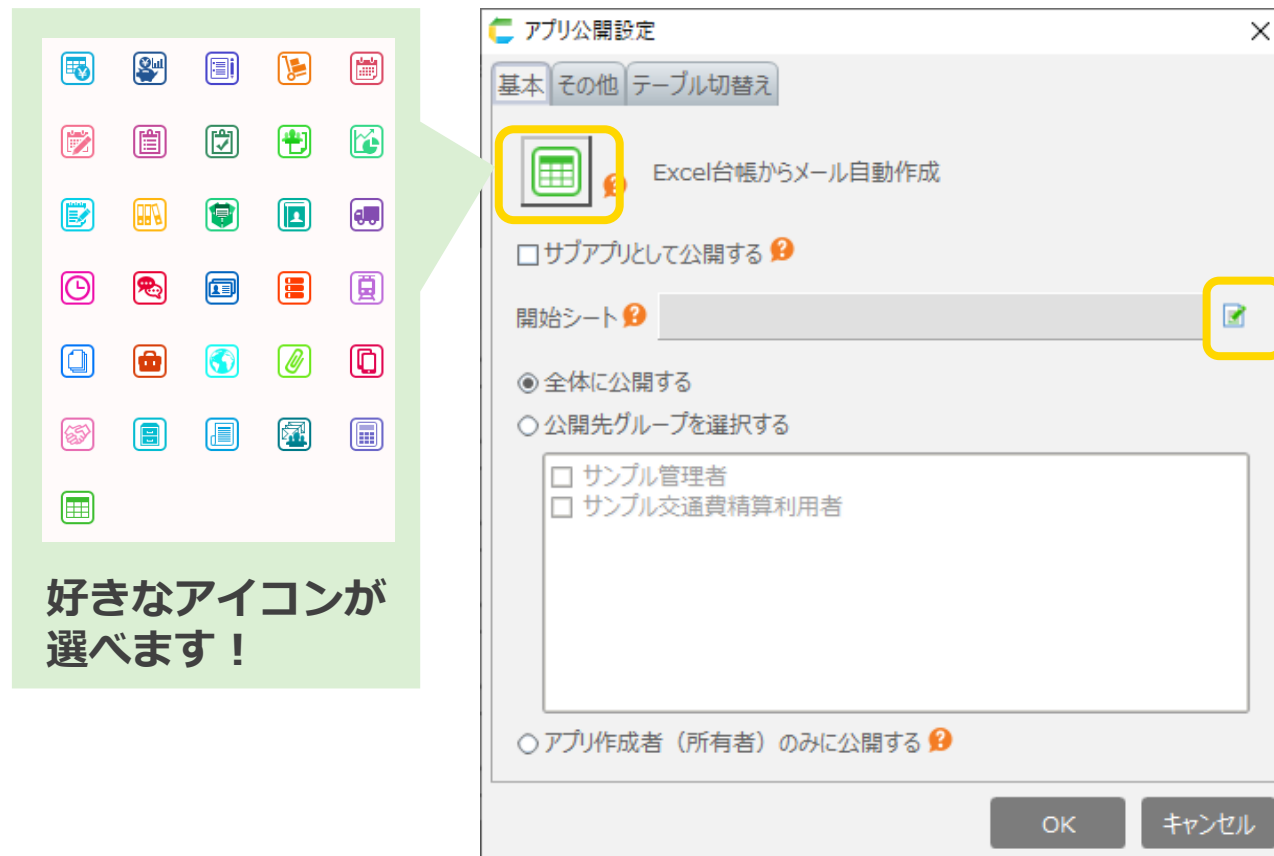 好きなアイコンが
選べます！
アプリ公開設定
基本 その他 テーブル切替え
Excel台帳からメール自動作成
サブアプリとして公開する
開始シート
全体に公開する
公開先グループを選択する
サンプル管理者
サンプル交通費精算利用者
アプリ作成者（所有者）のみに公開する
OK キャンセル